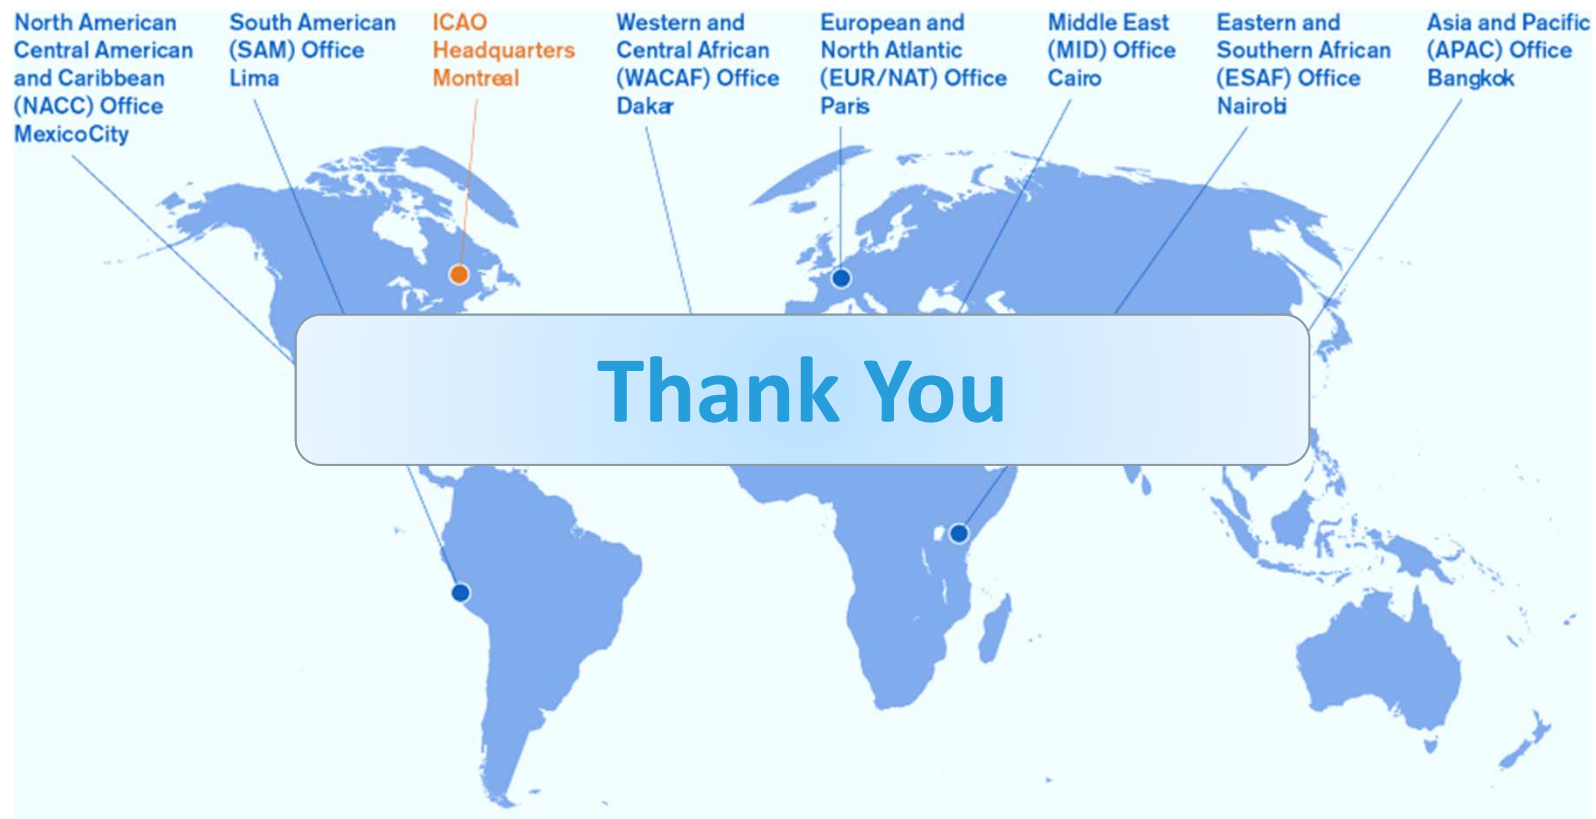 North American
Central American
and Caribbean
(NACC) Office
MexicoCity
South American
(SAM) Office
Lima
ICAO
Headquarters
Montreal
Western and
Central African
(WACAF) Office
Dakar
European and
North Atlantic
(EUR/NAT) Office
Paris
Middle East
(MID) Office
Cairo
Eastern and
Southern African
(ESAF) Office
Nairobi
Asia and Pacific
(APAC) Office
Bangkok
Thank You